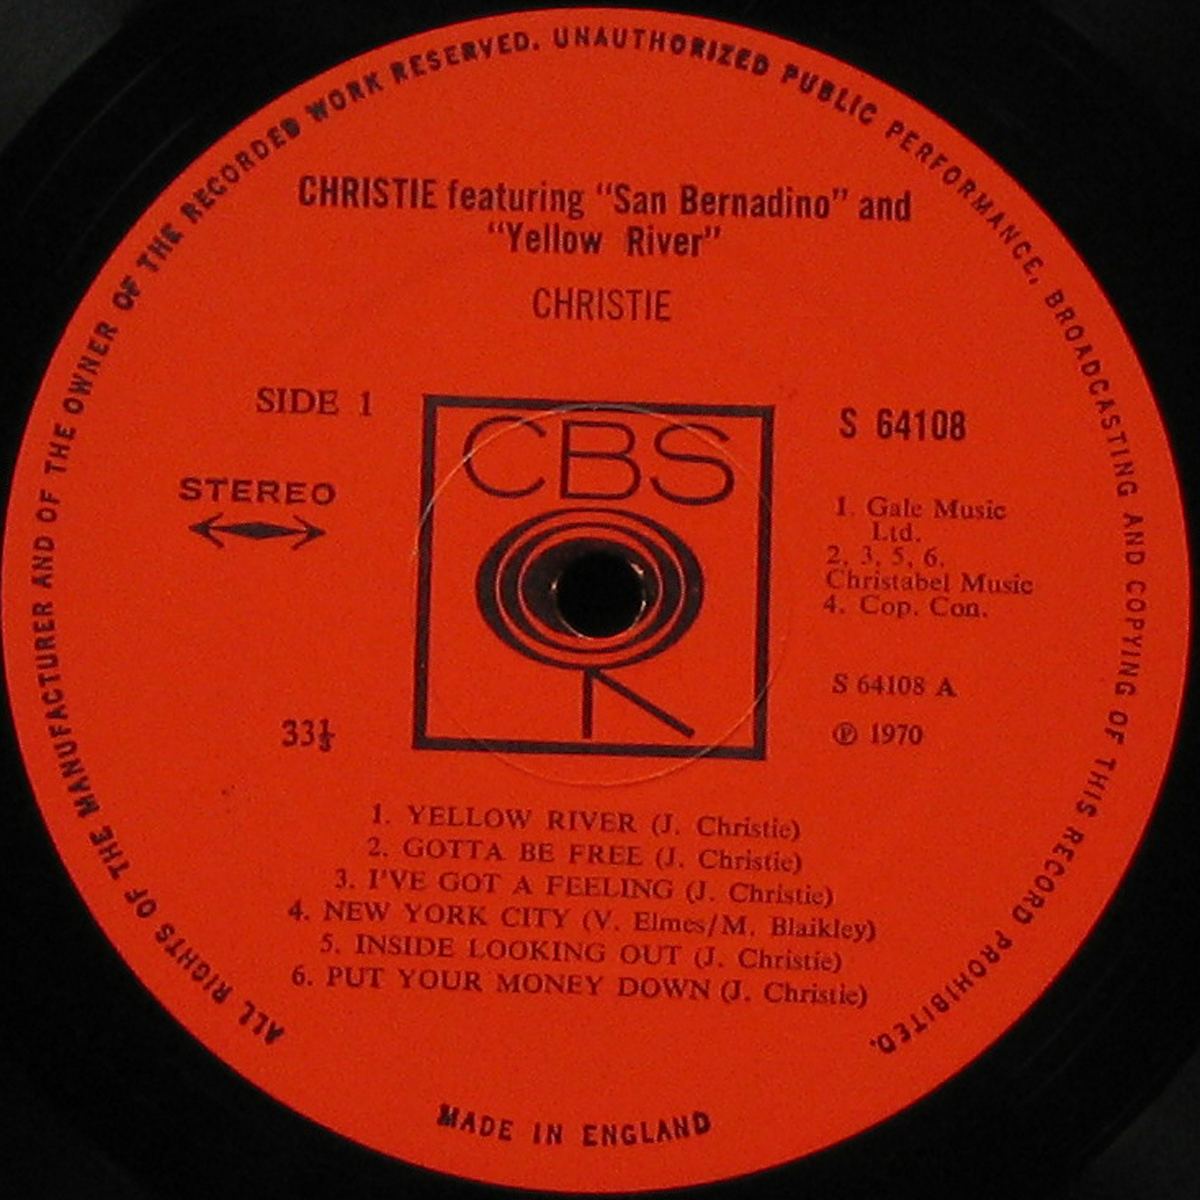 ALL RIGHTS OF THE MANUFACTURER AND OF THE OWNER OF THE RECORDED WORK RESERVED. UNAUTHORIZED PUBLIC PERFORMANCE, BROADCASTING AND COPYING OF THIS RECORD PROHIBITED.
CHRISTIE featuring "San Bernadino" and
"Yellow River"
CHRISTIE
SIDE 1
STEREO
33⅓
CBS
S 64108
1. Gale Music
Ltd.
2, 3, 5, 6.
Christabel Music
4. Cop. Con.
S 64108 A
℗ 1970
1. YELLOW RIVER (J. Christie)
2. GOTTA BE FREE (J. Christie)
3. I'VE GOT A FEELING (J. Christie)
4. NEW YORK CITY (V. Elmes/M. Blaikley)
5. INSIDE LOOKING OUT (J. Christie)
6. PUT YOUR MONEY DOWN (J. Christie)
MADE IN ENGLAND